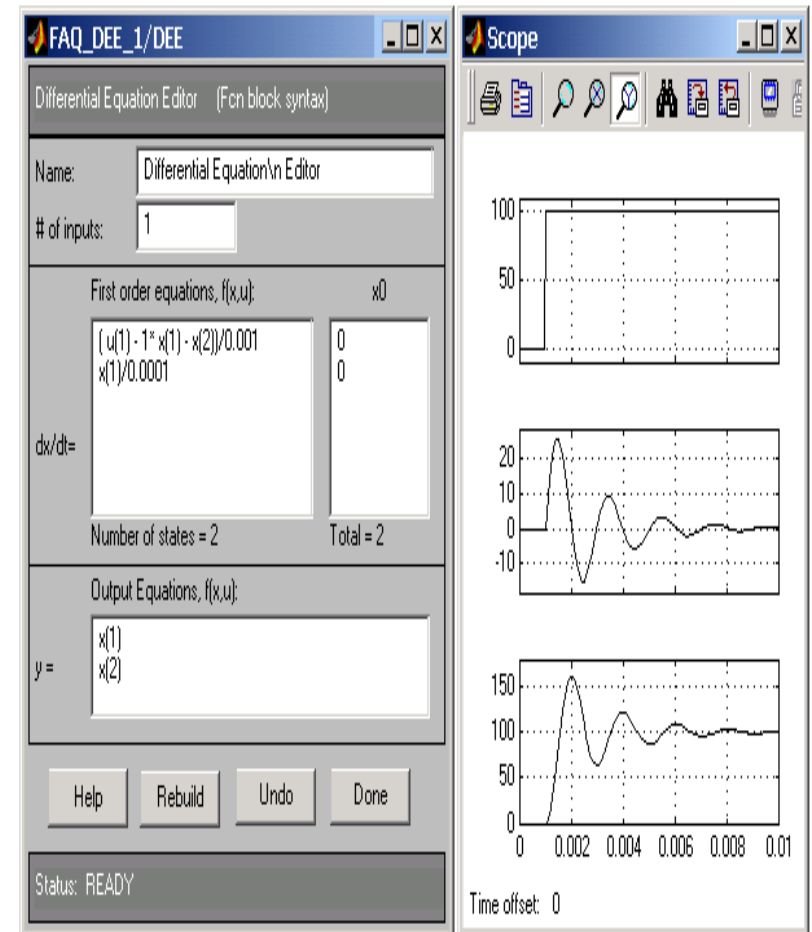 FAQ_DEE_1/DEE
Differential Equation Editor (Fcn block syntax)
Name: Differential Equation\n Editor
# of inputs: 1
First order equations, f(x,u): x0
( u(1) - 1* x(1) - x(2))/0.001 0
x(1)/0.0001 0
dx/dt=
Number of states = 2 Total = 2
Output Equations, f(x,u):
x(1)
y = x(2)
Help Rebuild Undo Done
Status: READY
Scope
100
50
0
20
10
0
-10
150
100
50
0
0 0.002 0.004 0.006 0.008 0.01
Time offset: 0